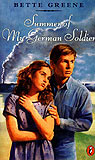 BETTE GREENE
Summer of
My German Soldier